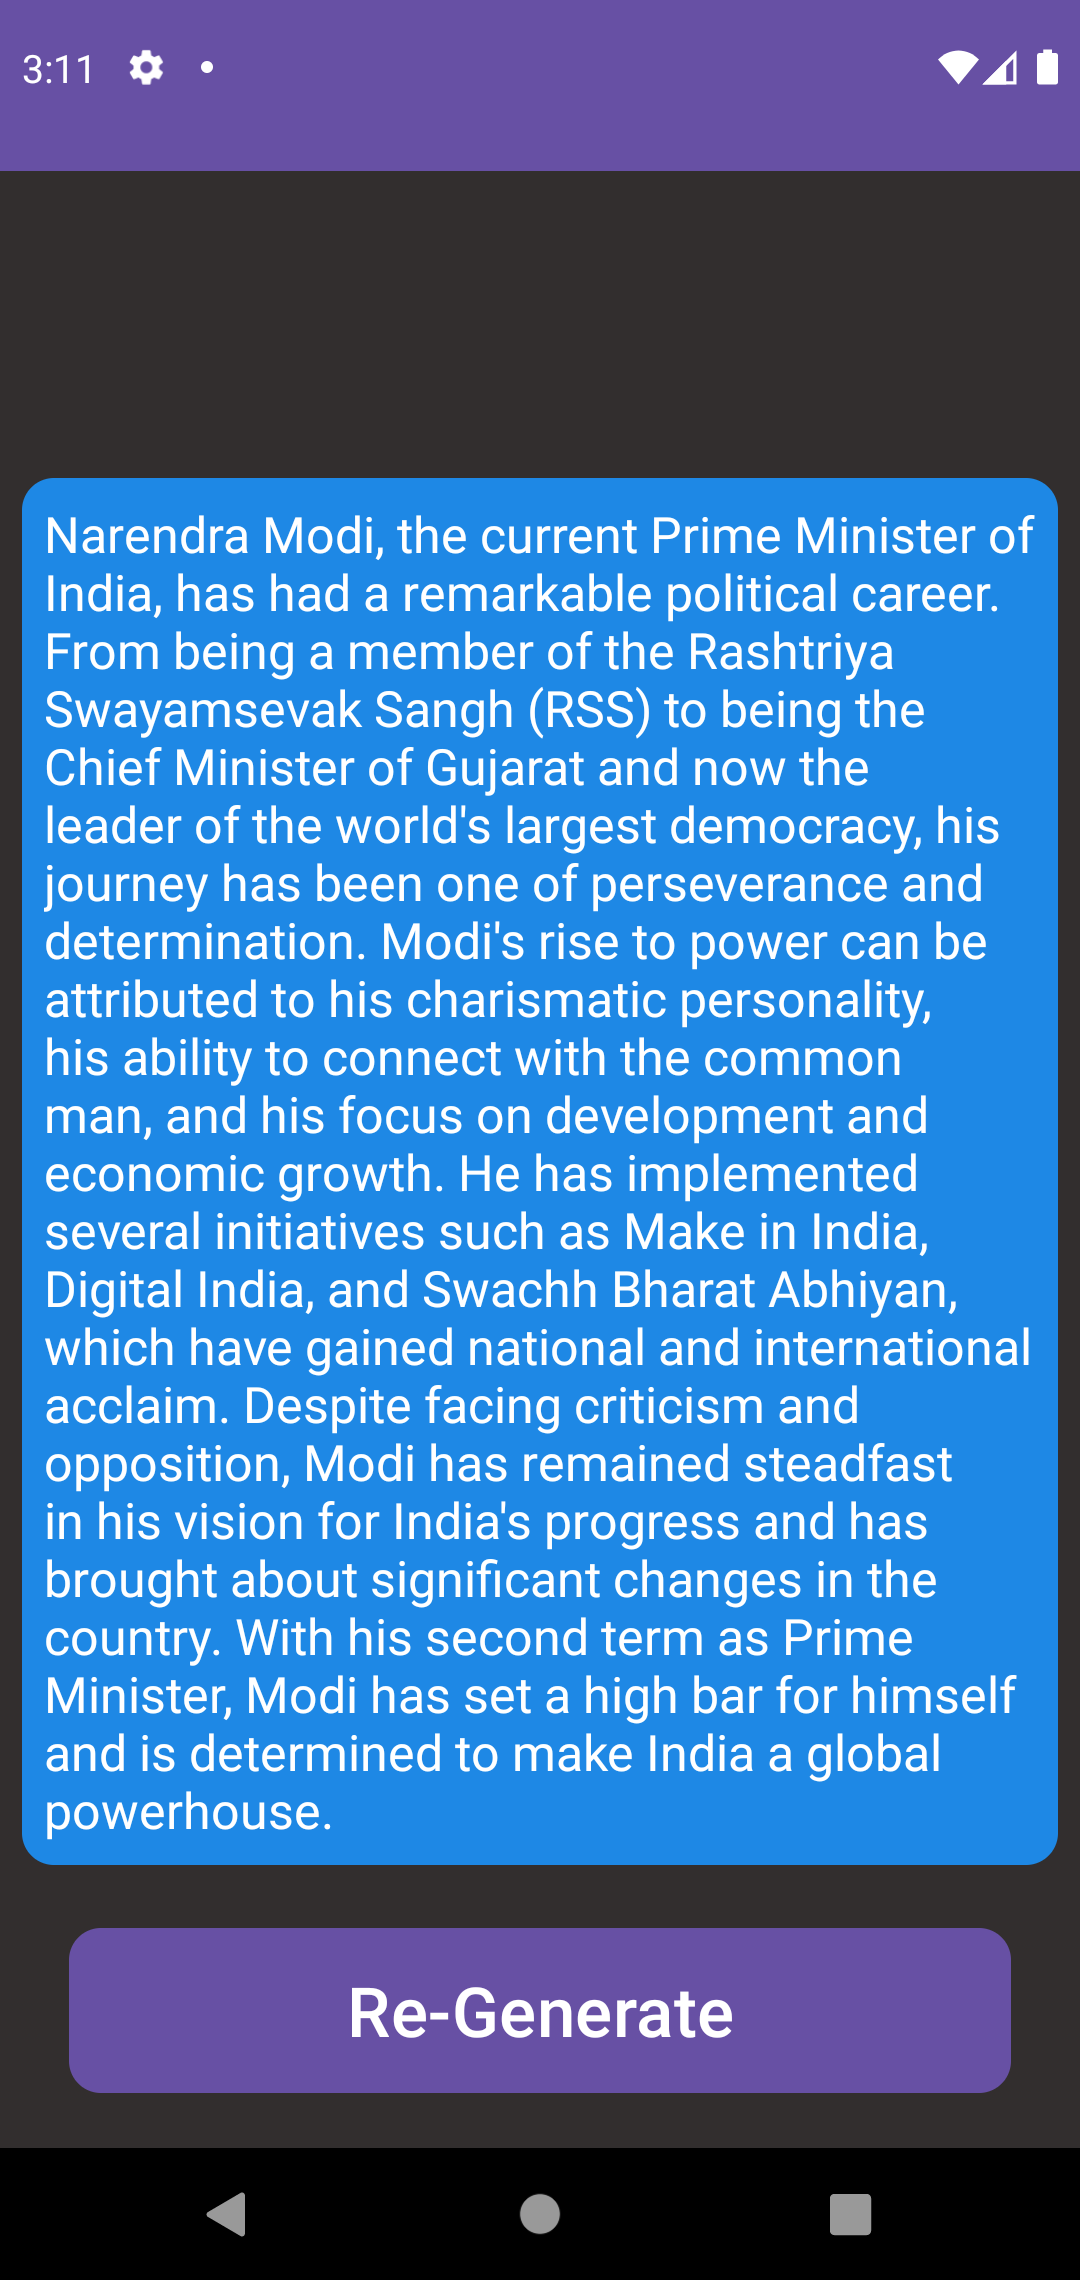 3:11
Narendra Modi, the current Prime Minister of
India, has had a remarkable political career.
From being a member of the Rashtriya
Swayamsevak Sangh (RSS) to being the
Chief Minister of Gujarat and now the
leader of the world's largest democracy, his
journey has been one of perseverance and
determination. Modi's rise to power can be
attributed to his charismatic personality,
his ability to connect with the common
man, and his focus on development and
economic growth. He has implemented
several initiatives such as Make in India,
Digital India, and Swachh Bharat Abhiyan,
which have gained national and international
acclaim. Despite facing criticism and
opposition, Modi has remained steadfast
in his vision for India's progress and has
brought about significant changes in the
country. With his second term as Prime
Minister, Modi has set a high bar for himself
and is determined to make India a global
powerhouse.
Re-Generate